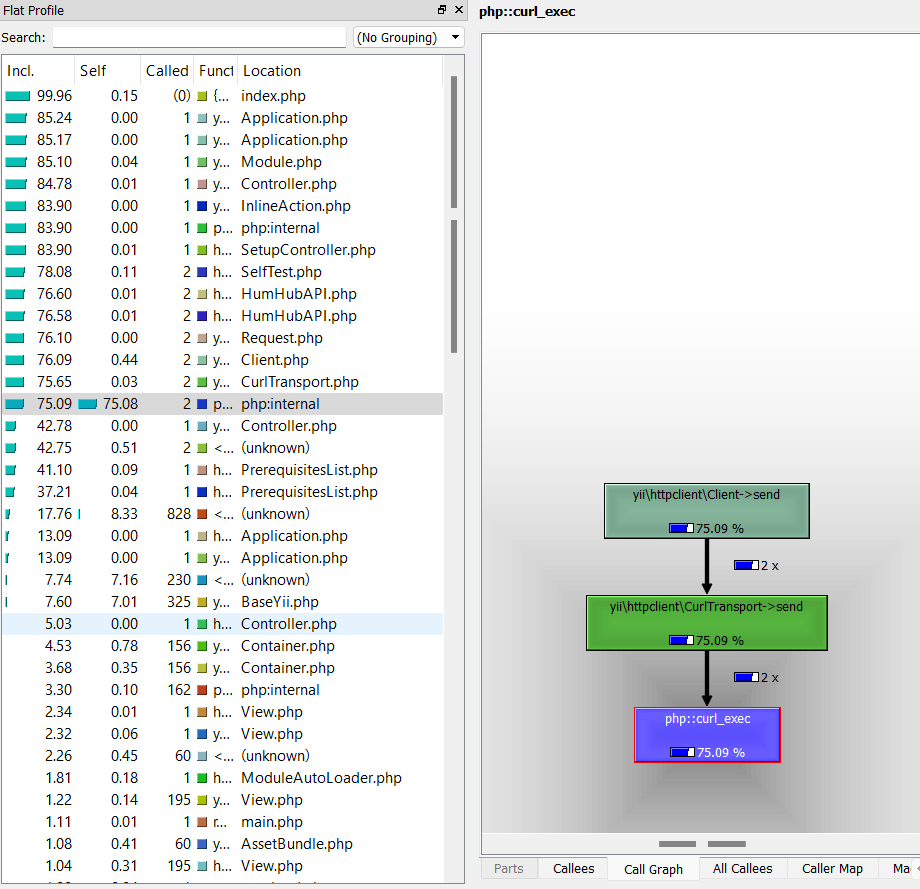 Flat Profile
Search:
(No Grouping)
Incl. Self Called Funct Location
99.96 0.15 (0) {... index.php
85.24 0.00 1 y... Application.php
85.17 0.00 1 y... Application.php
85.10 0.04 1 y... Module.php
84.78 0.01 1 y... Controller.php
83.90 0.00 1 y... InlineAction.php
83.90 0.00 1 p... php:internal
83.90 0.01 1 h... SetupController.php
78.08 0.11 2 h... SelfTest.php
76.60 0.01 2 h... HumHubAPI.php
76.58 0.01 2 h... HumHubAPI.php
76.10 0.00 2 y... Request.php
76.09 0.44 2 y... Client.php
75.65 0.03 2 y... CurlTransport.php
75.09 75.08 2 p... php:internal
42.78 0.00 1 y... Controller.php
42.75 0.51 2 <... (unknown)
41.10 0.09 1 h... PrerequisitesList.php
37.21 0.04 1 h... PrerequisitesList.php
17.76 8.33 828 <... (unknown)
13.09 0.00 1 h... Application.php
13.09 0.00 1 y... Application.php
7.74 7.16 230 <... (unknown)
7.60 7.01 325 y... BaseYii.php
5.03 0.00 1 h... Controller.php
4.53 0.78 156 y... Container.php
3.68 0.35 156 y... Container.php
3.30 0.10 162 p... php:internal
2.34 0.01 1 h... View.php
2.32 0.06 1 y... View.php
2.26 0.45 60 <... (unknown)
1.81 0.18 1 h... ModuleAutoLoader.php
1.22 0.14 195 y... View.php
1.11 0.01 1 r... main.php
1.08 0.41 60 y... AssetBundle.php
1.04 0.31 195 h... View.php
php::curl_exec
yii\httpclient\Client->send
75.09 %
2 x
yii\httpclient\CurlTransport->send
75.09 %
2 x
php::curl_exec
75.09 %
Parts Callees Call Graph All Callees Caller Map Ma